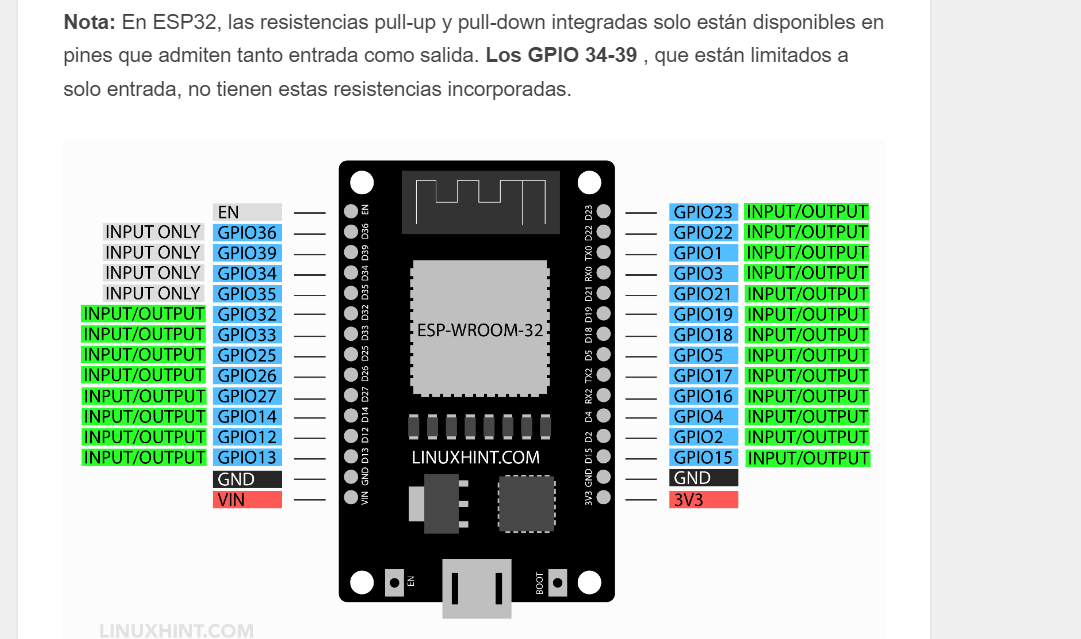 Nota: En ESP32, las resistencias pull-up y pull-down integradas solo están disponibles en
pines que admiten tanto entrada como salida. Los GPIO 34-39 , que están limitados a
solo entrada, no tienen estas resistencias incorporadas.
EN
INPUT ONLY GPIO36
INPUT ONLY GPIO39
INPUT ONLY GPIO34
INPUT ONLY GPIO35
INPUT/OUTPUT GPIO32
INPUT/OUTPUT GPIO33
INPUT/OUTPUT GPIO25
INPUT/OUTPUT GPIO26
INPUT/OUTPUT GPIO27
INPUT/OUTPUT GPIO14
INPUT/OUTPUT GPIO12
INPUT/OUTPUT GPIO13
GND
VIN
EN
D36
D39
D34
D35
D32
D33
D25
D26
D27
D14
D12
D13
GND
VIN
ESP-WROOM-32
LINUXHINT.COM
EN
BOOT
D23
D22
TX0
RX0
D21
D19
D18
D5
TX2
RX2
D4
D2
D15
GND
3V3
GPIO23 INPUT/OUTPUT
GPIO22 INPUT/OUTPUT
GPIO1 INPUT/OUTPUT
GPIO3 INPUT/OUTPUT
GPIO21 INPUT/OUTPUT
GPIO19 INPUT/OUTPUT
GPIO18 INPUT/OUTPUT
GPIO5 INPUT/OUTPUT
GPIO17 INPUT/OUTPUT
GPIO16 INPUT/OUTPUT
GPIO4 INPUT/OUTPUT
GPIO2 INPUT/OUTPUT
GPIO15 INPUT/OUTPUT
GND
3V3
LINUXHINT.COM